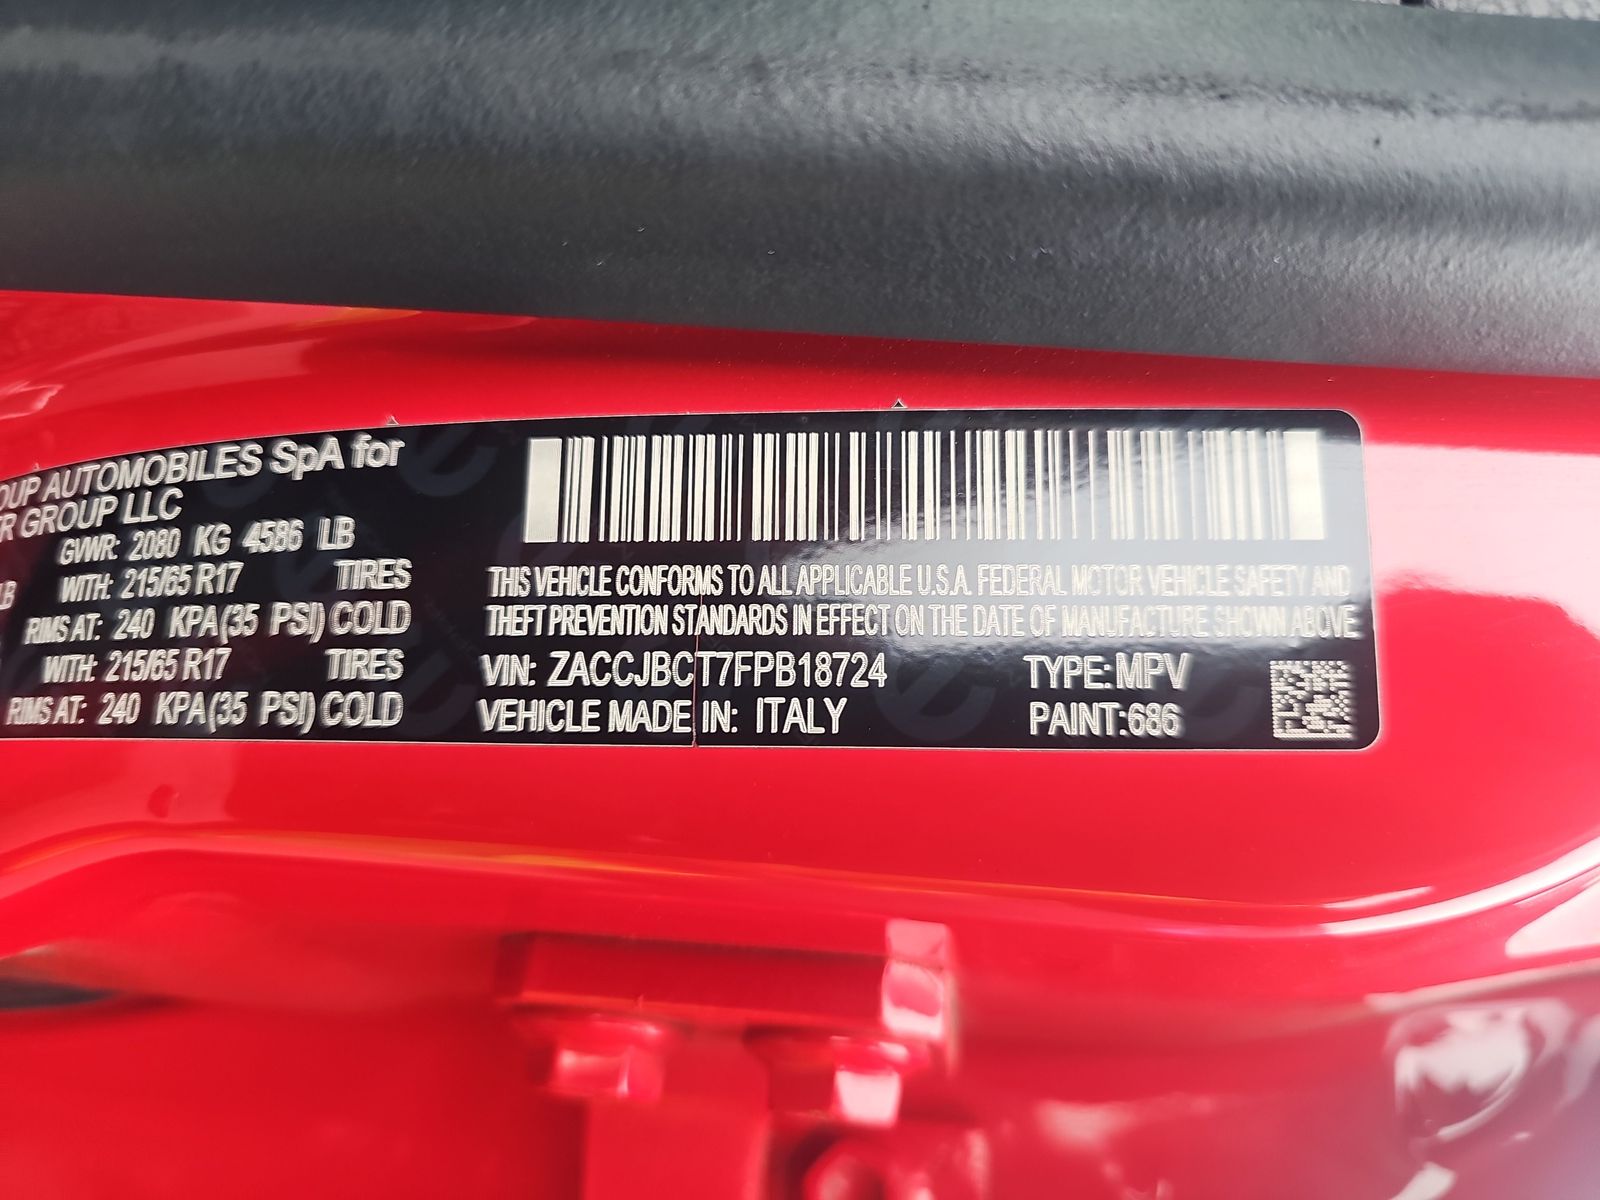 OUP AUTOMOBILES SpA for
R GROUP LLC
GVWR: 2080 KG 4586 LB
LB WITH: 215/65 R17 TIRES
RIMS AT: 240 KPA(35 PSI) COLD
WITH: 215/65 R17 TIRES
RIMS AT: 240 KPA(35 PSI) COLD
THIS VEHICLE CONFORMS TO ALL APPLICABLE U.S.A. FEDERAL MOTOR VEHICLE SAFETY AND
THEFT PREVENTION STANDARDS IN EFFECT ON THE DATE OF MANUFACTURE SHOWN ABOVE
VIN: ZACCJBCT7FPB18724 TYPE: MPV
VEHICLE MADE IN: ITALY PAINT:686